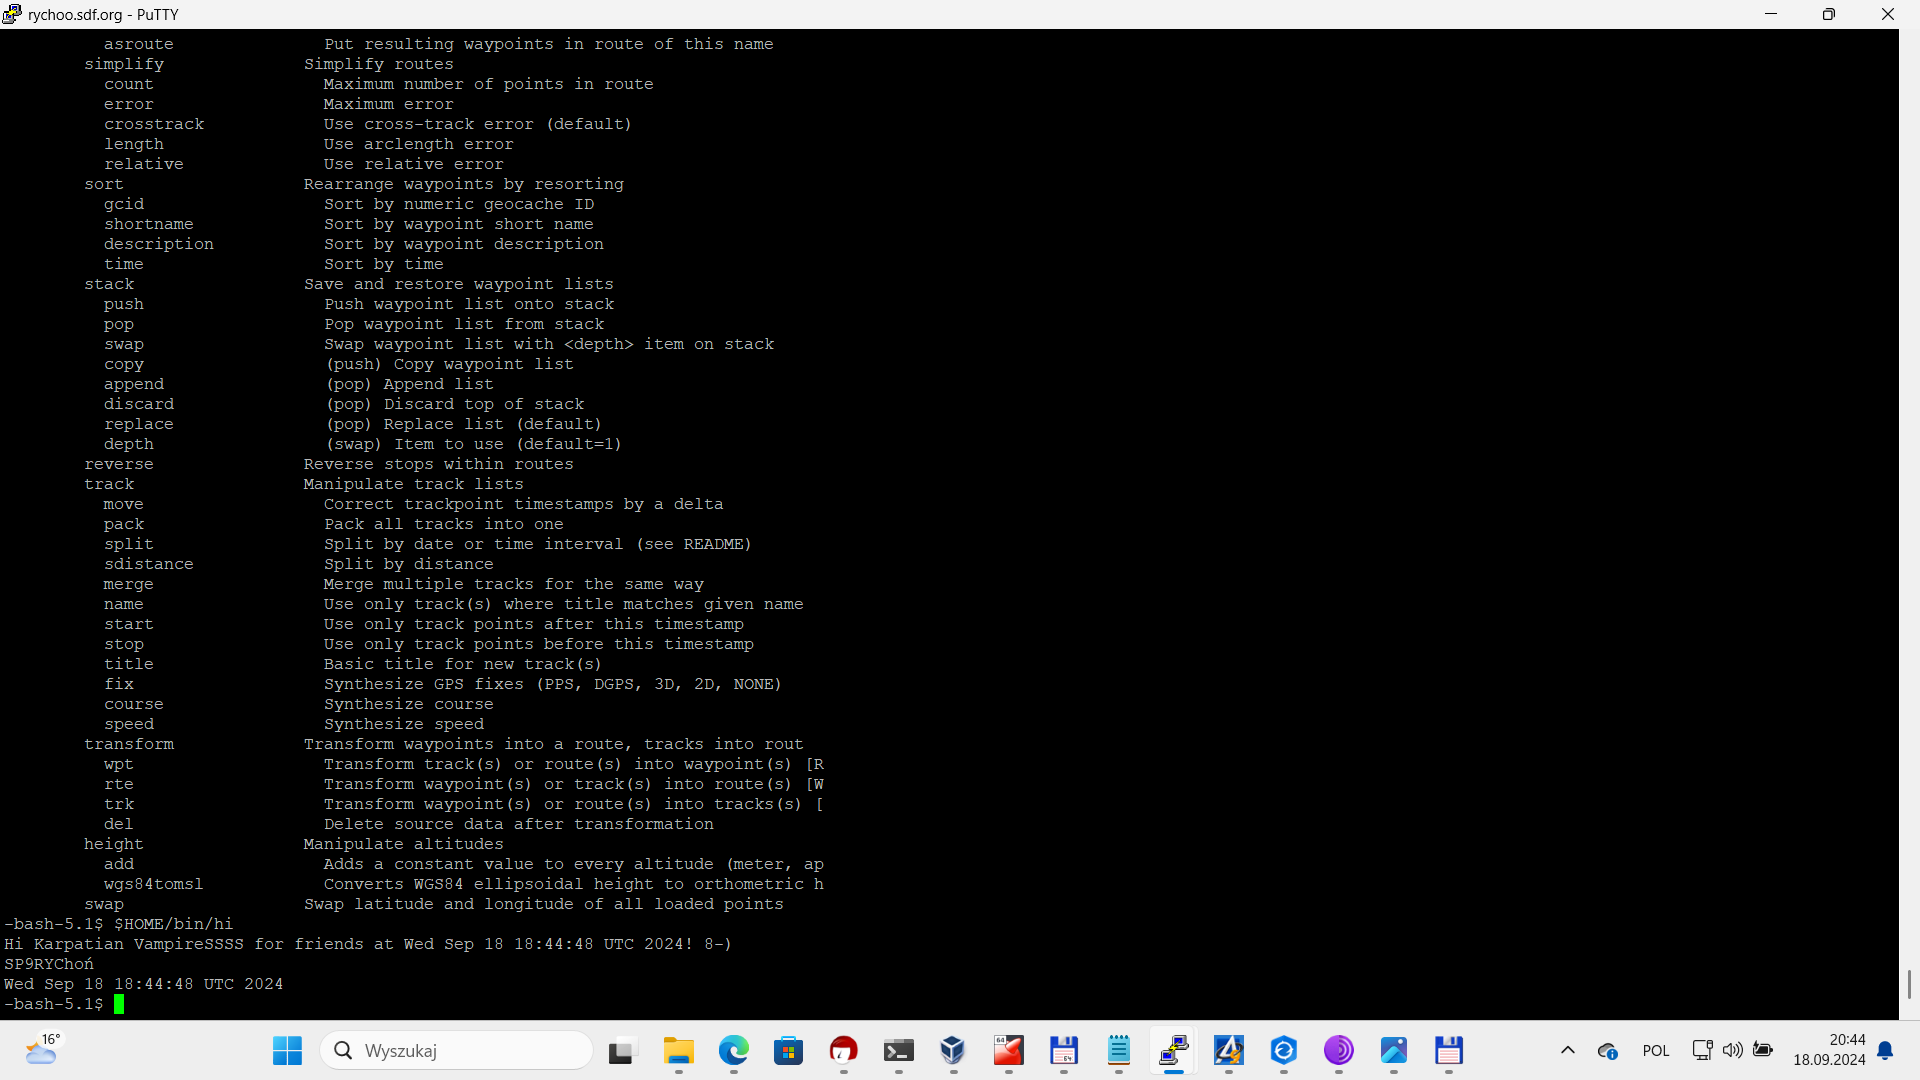 rychoo.sdf.org - PuTTY
asroute Put resulting waypoints in route of this name
simplify Simplify routes
count Maximum number of points in route
error Maximum error
crosstrack Use cross-track error (default)
length Use arclength error
relative Use relative error
sort Rearrange waypoints by resorting
gcid Sort by numeric geocache ID
shortname Sort by waypoint short name
description Sort by waypoint description
time Sort by time
stack Save and restore waypoint lists
push Push waypoint list onto stack
pop Pop waypoint list from stack
swap Swap waypoint list with <depth> item on stack
copy (push) Copy waypoint list
append (pop) Append list
discard (pop) Discard top of stack
replace (pop) Replace list (default)
depth (swap) Item to use (default=1)
reverse Reverse stops within routes
track Manipulate track lists
move Correct trackpoint timestamps by a delta
pack Pack all tracks into one
split Split by date or time interval (see README)
sdistance Split by distance
merge Merge multiple tracks for the same way
name Use only track(s) where title matches given name
start Use only track points after this timestamp
stop Use only track points before this timestamp
title Basic title for new track(s)
fix Synthesize GPS fixes (PPS, DGPS, 3D, 2D, NONE)
course Synthesize course
speed Synthesize speed
transform Transform waypoints into a route, tracks into rout
wpt Transform track(s) or route(s) into waypoint(s) [R
rte Transform waypoint(s) or track(s) into route(s) [W
trk Transform waypoint(s) or route(s) into tracks(s) [
del Delete source data after transformation
height Manipulate altitudes
add Adds a constant value to every altitude (meter, ap
wgs84tomsl Converts WGS84 ellipsoidal height to orthometric h
swap Swap latitude and longitude of all loaded points
-bash-5.1$ $HOME/bin/hi
Hi Karpatian VampireSSSS for friends at Wed Sep 18 18:44:48 UTC 2024! 8-)
SP9RYChoń
Wed Sep 18 18:44:48 UTC 2024
-bash-5.1$
16°
Wyszukaj
64
64
POL
20:44
18.09.2024